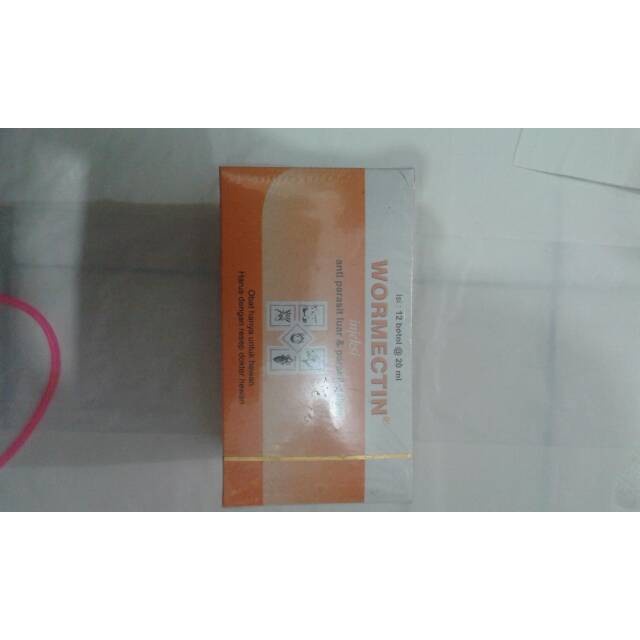 isi : 12 botol @ 20 ml
WORMECTIN®
injeksi
anti parasit luar & parasit
Obat hanya untuk hewan
Harus dengan resep dokter hewan